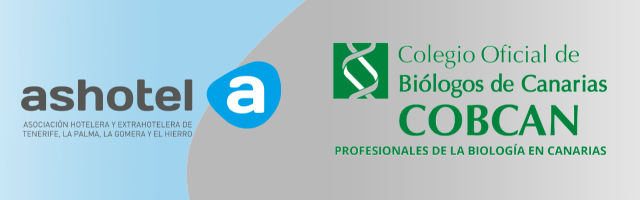 ashotel
a
ASOCIACIÓN HOTELERA Y EXTRAHOTELERA DE
TENERIFE, LA PALMA, LA GOMERA Y EL HIERRO
Colegio Oficial de
Biólogos de Canarias
COBCAN
PROFESIONALES DE LA BIOLOGÍA EN CANARIAS